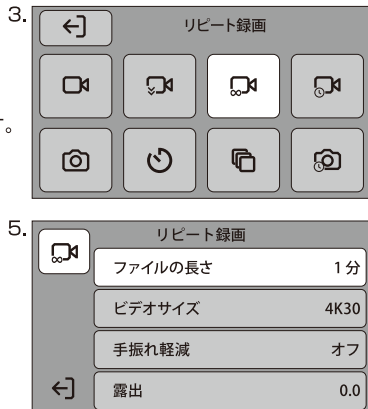 3.
リピート録画
す。
5.
リピート録画
ファイルの長さ 1分
ビデオサイズ 4K30
手振れ軽減 オフ
露出 0.0